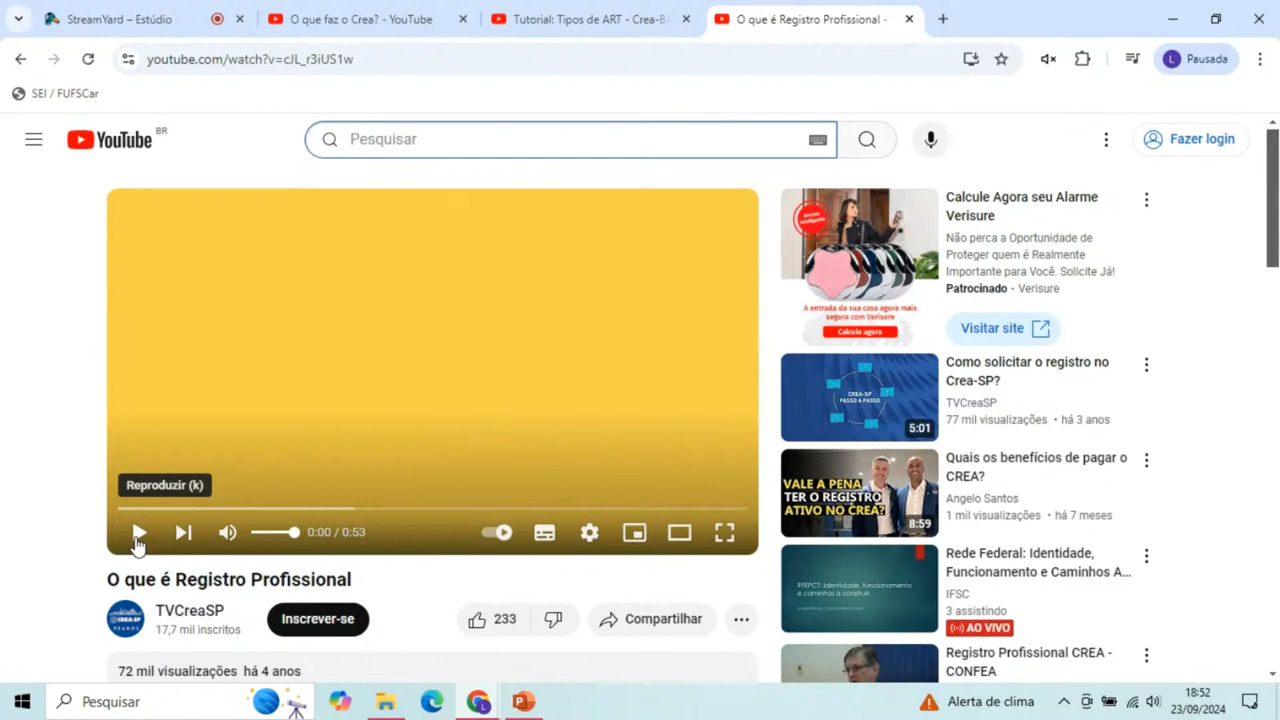 StreamYard – Estúdio
O que faz o Crea? - YouTube
Tutorial: Tipos de ART - Crea-B
O que é Registro Profissional -
youtube.com/watch?v=cJL_r3iUS1w
L Pausada
SEI / FUFSCar
YouTube BR
Pesquisar
Fazer login
Reproduzir (k)
0:00 / 0:53
O que é Registro Profissional
CREA-SP
TVCreaSP
17,7 mil inscritos
Inscrever-se
233
Compartilhar
72 mil visualizações há 4 anos
A entrada da sua casa agora mais
segura com Verisure
Calcule agora
Calcule Agora seu Alarme
Verisure
Não perca a Oportunidade de
Proteger quem é Realmente
Importante para Você. Solicite Já!
Patrocinado · Verisure
Visitar site
CREA-SP
PASSO A PASSO
5:01
Como solicitar o registro no
Crea-SP?
TVCreaSP
77 mil visualizações · há 3 anos
VALE A PENA
TER O REGISTRO
ATIVO NO CREA?
8:59
Quais os benefícios de pagar o
CREA?
Angelo Santos
1 mil visualizações · há 7 meses
RFEPCT: Identidade, funcionamento
e caminhos a construir.
Rede Federal: Identidade,
Funcionamento e Caminhos A...
IFSC
3 assistindo
AO VIVO
Registro Profissional CREA -
CONFEA
Pesquisar
Alerta de clima
18:52
23/09/2024